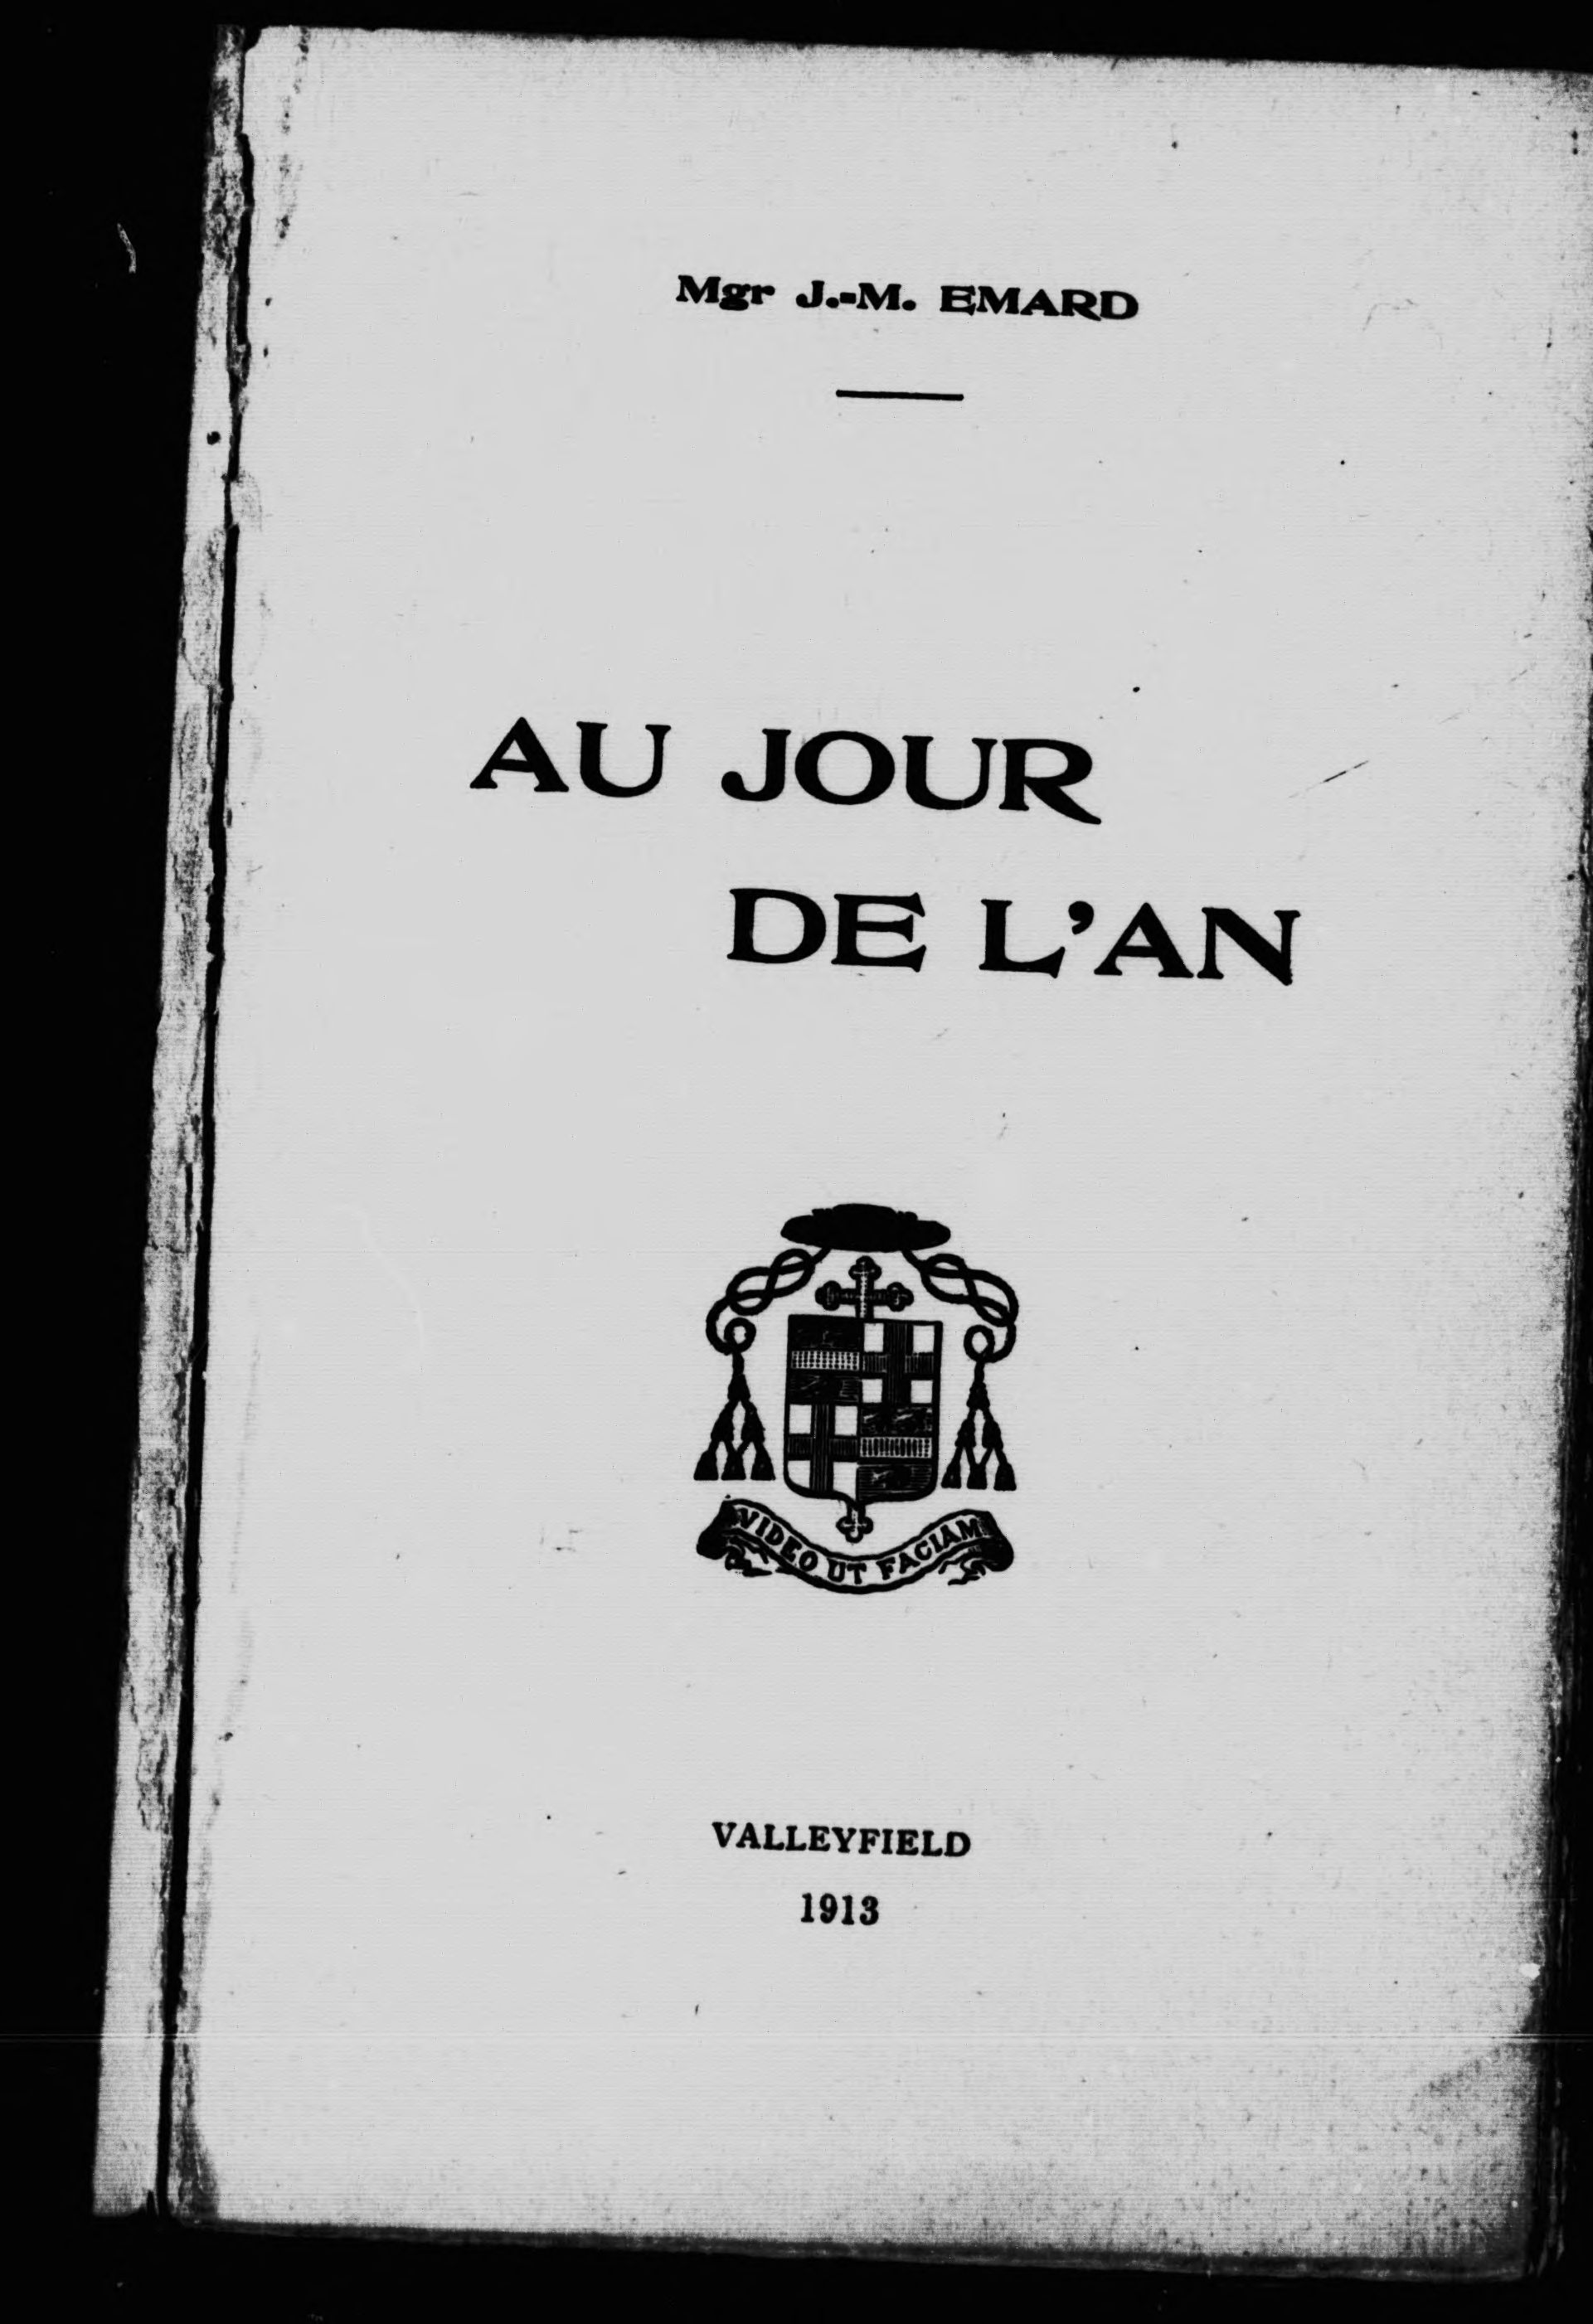 Mgr J.-M. EMARD
AU JOUR
DE L'AN
VIDEO UT FACIAM
VALLEYFIELD
1913